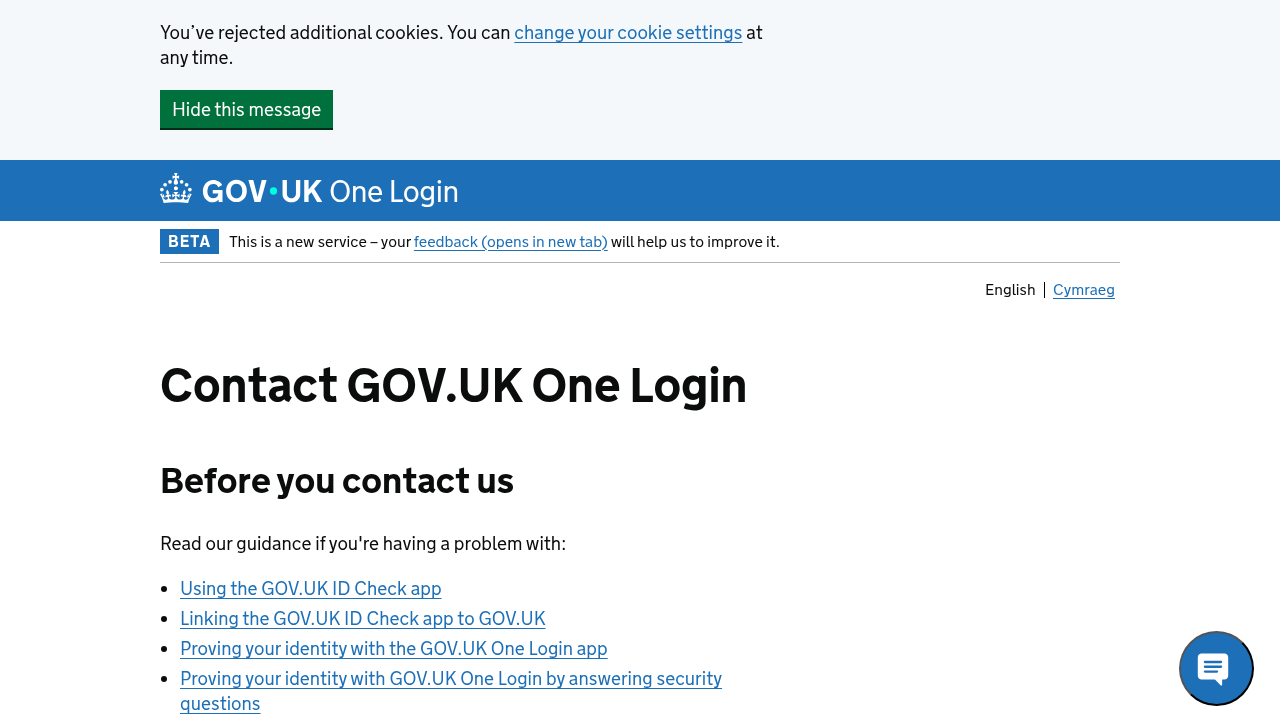 You’ve rejected additional cookies. You can change your cookie settings at
any time.
Hide this message
GOV·UK One Login
BETA This is a new service – your feedback (opens in new tab) will help us to improve it.
English Cymraeg
Contact GOV.UK One Login
Before you contact us
Read our guidance if you're having a problem with:
Using the GOV.UK ID Check app
Linking the GOV.UK ID Check app to GOV.UK
Proving your identity with the GOV.UK One Login app
Proving your identity with GOV.UK One Login by answering security
questions